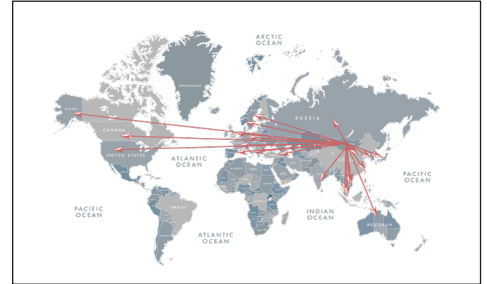 ARCTIC
OCEAN
GREENLAND
RUSSIA
ALASKA
CANADA
UNITED STATES
ATLANTIC
OCEAN
PACIFIC
OCEAN
BRAZIL
PACIFIC
OCEAN
INDIAN
OCEAN
AUSTRALIA
ATLANTIC
OCEAN